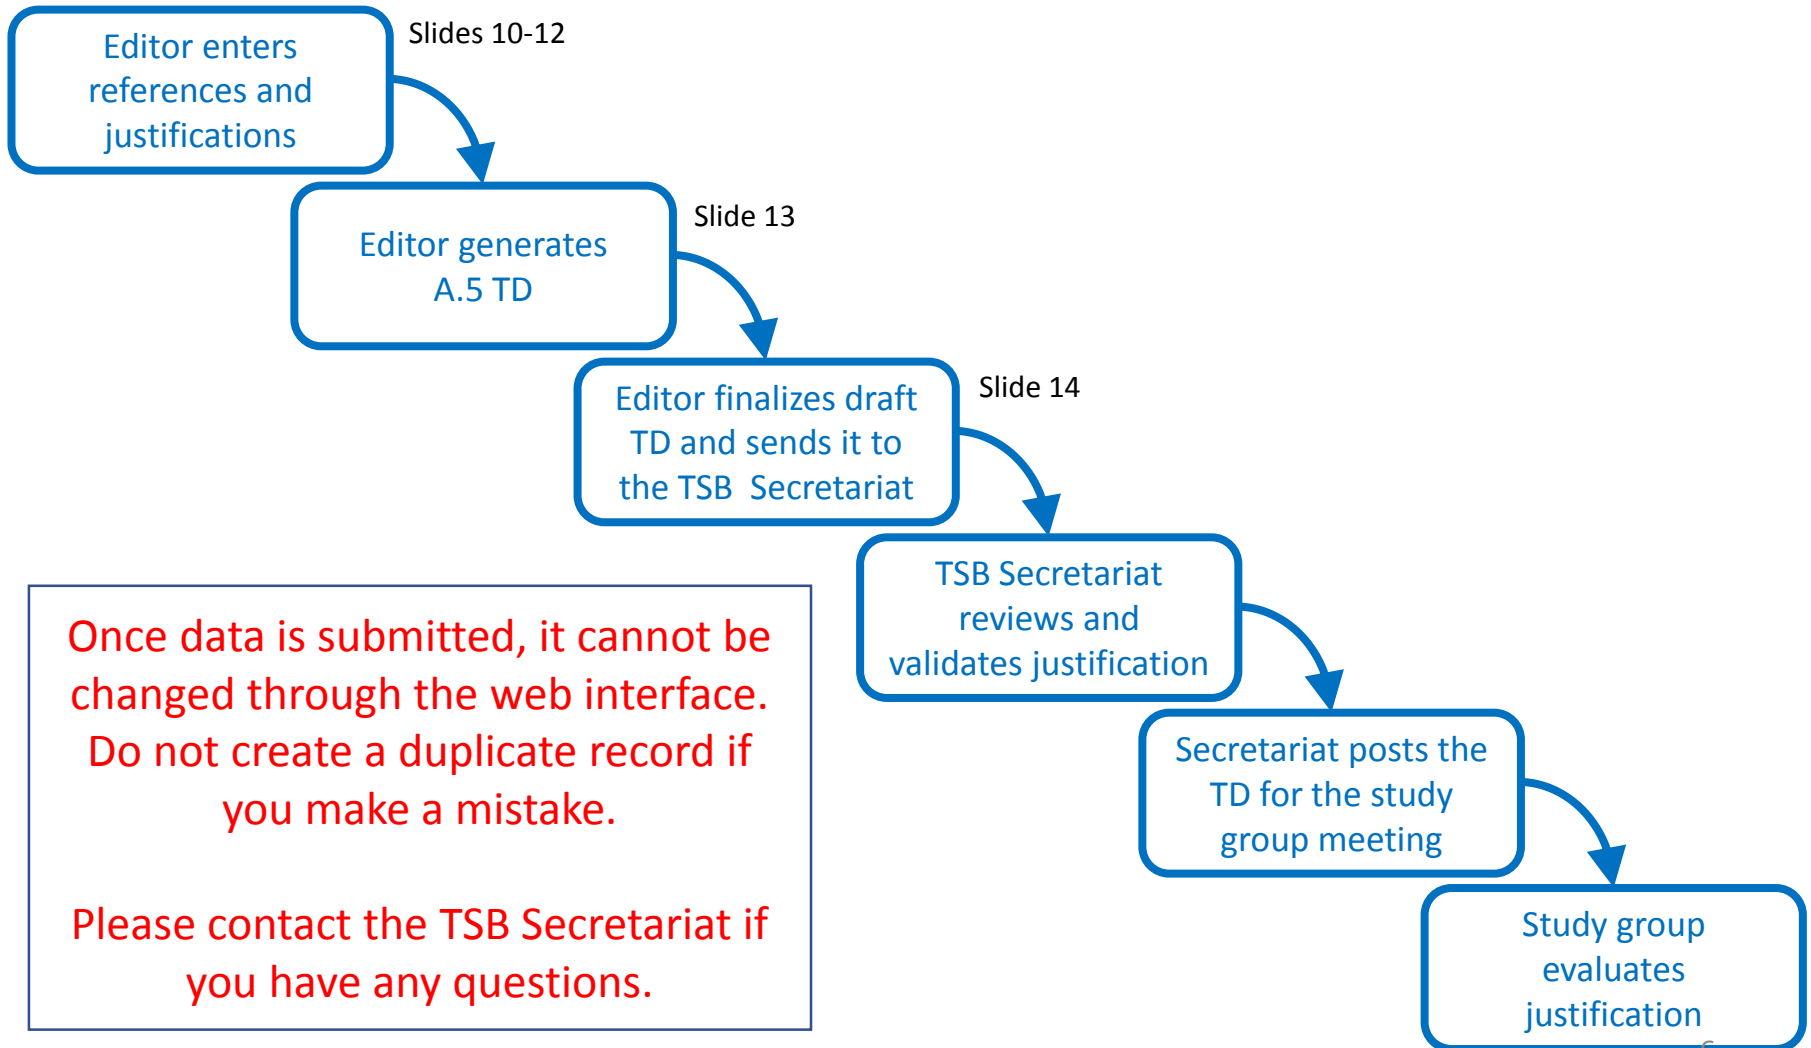 Editor enters
references and
justifications
Slides 10-12
Editor generates
A.5 TD
Slide 13
Editor finalizes draft
TD and sends it to
the TSB  Secretariat
Slide 14
TSB Secretariat
reviews and
validates justification
Secretariat posts the
TD for the study
group meeting
Study group
evaluates
justification
Once data is submitted, it cannot be
changed through the web interface.
Do not create a duplicate record if
you make a mistake.
Please contact the TSB Secretariat if
you have any questions.